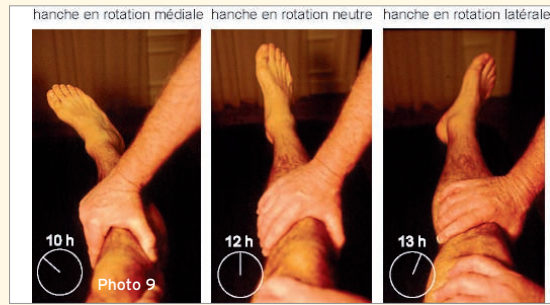 hanche en rotation médiale
hanche en rotation neutre
hanche en rotation latérale
10 h
12 h
13 h
Photo 9